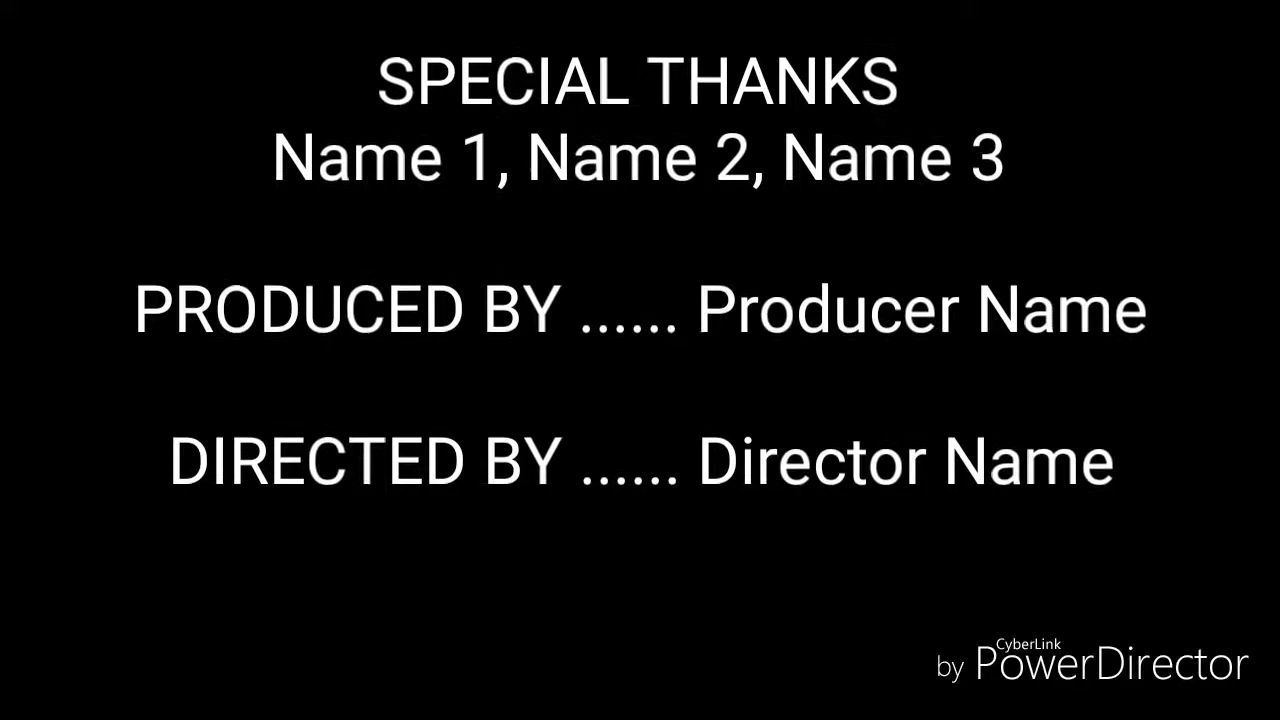 SPECIAL THANKS
Name 1, Name 2, Name 3
PRODUCED BY ...... Producer Name
DIRECTED BY ...... Director Name
CyberLink
by PowerDirector